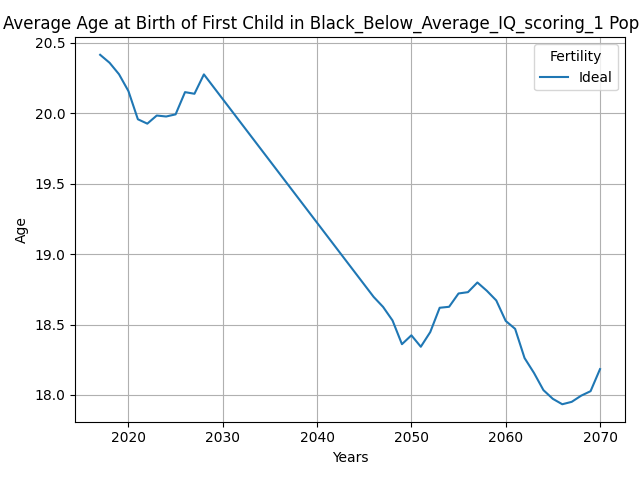 Average Age at Birth of First Child in Black_Below_Average_IQ_scoring_1 Pop
Fertility
Ideal
20.5
20.0
19.5
19.0
18.5
18.0
Age
2020 2030 2040 2050 2060 2070
Years